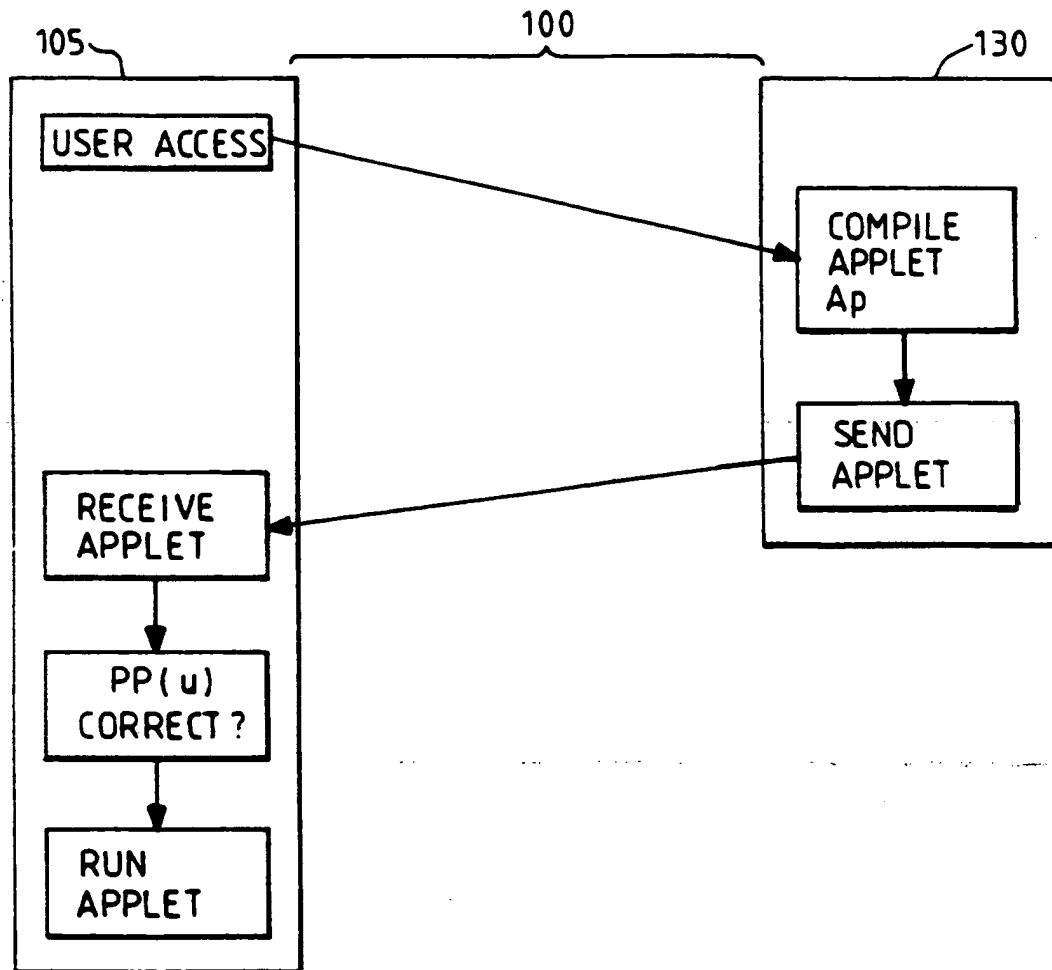 105
100
130
USER ACCESS
COMPILE
APPLET
Ap
SEND
APPLET
RECEIVE
APPLET
PP(u)
CORRECT?
RUN
APPLET